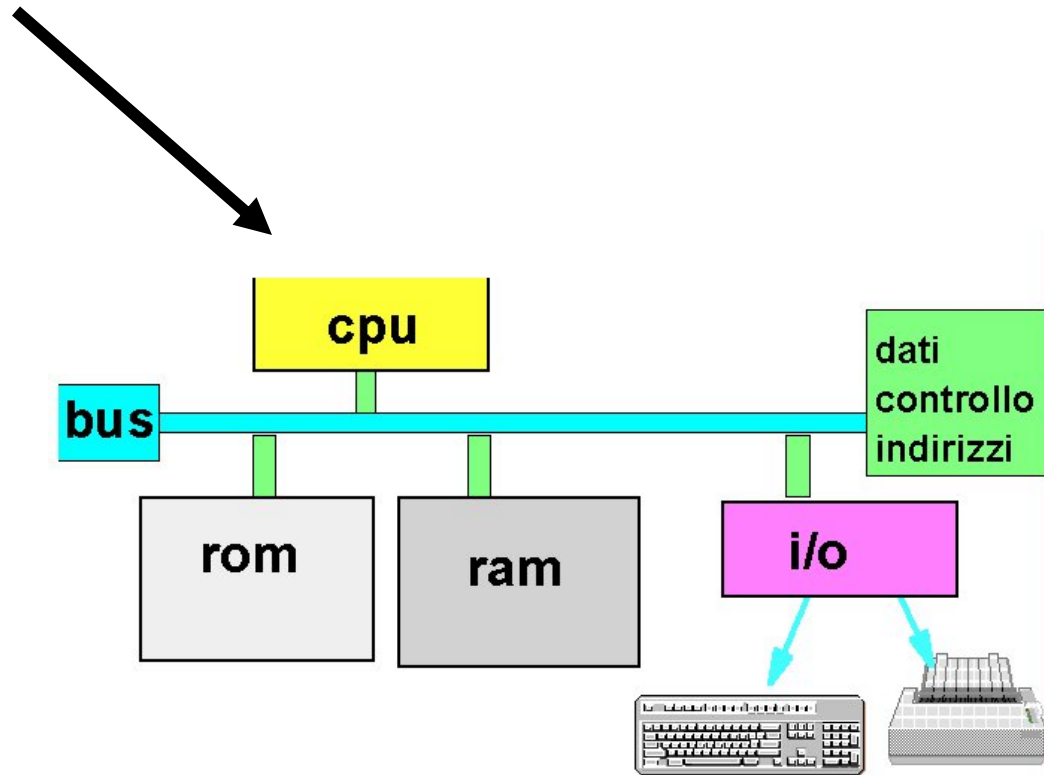 cpu
bus
dati
controllo
indirizzi
rom
ram
i/o